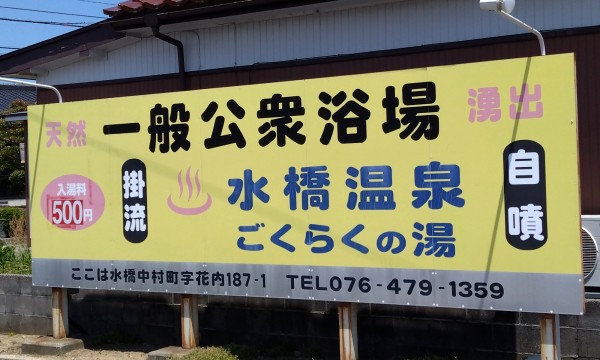 天然 一般公衆浴場 湧出
入湯料
500円
掛流
水橋温泉
ごくらくの湯
自噴
ここは水橋中村町字花内187-1 TEL076-479-1359